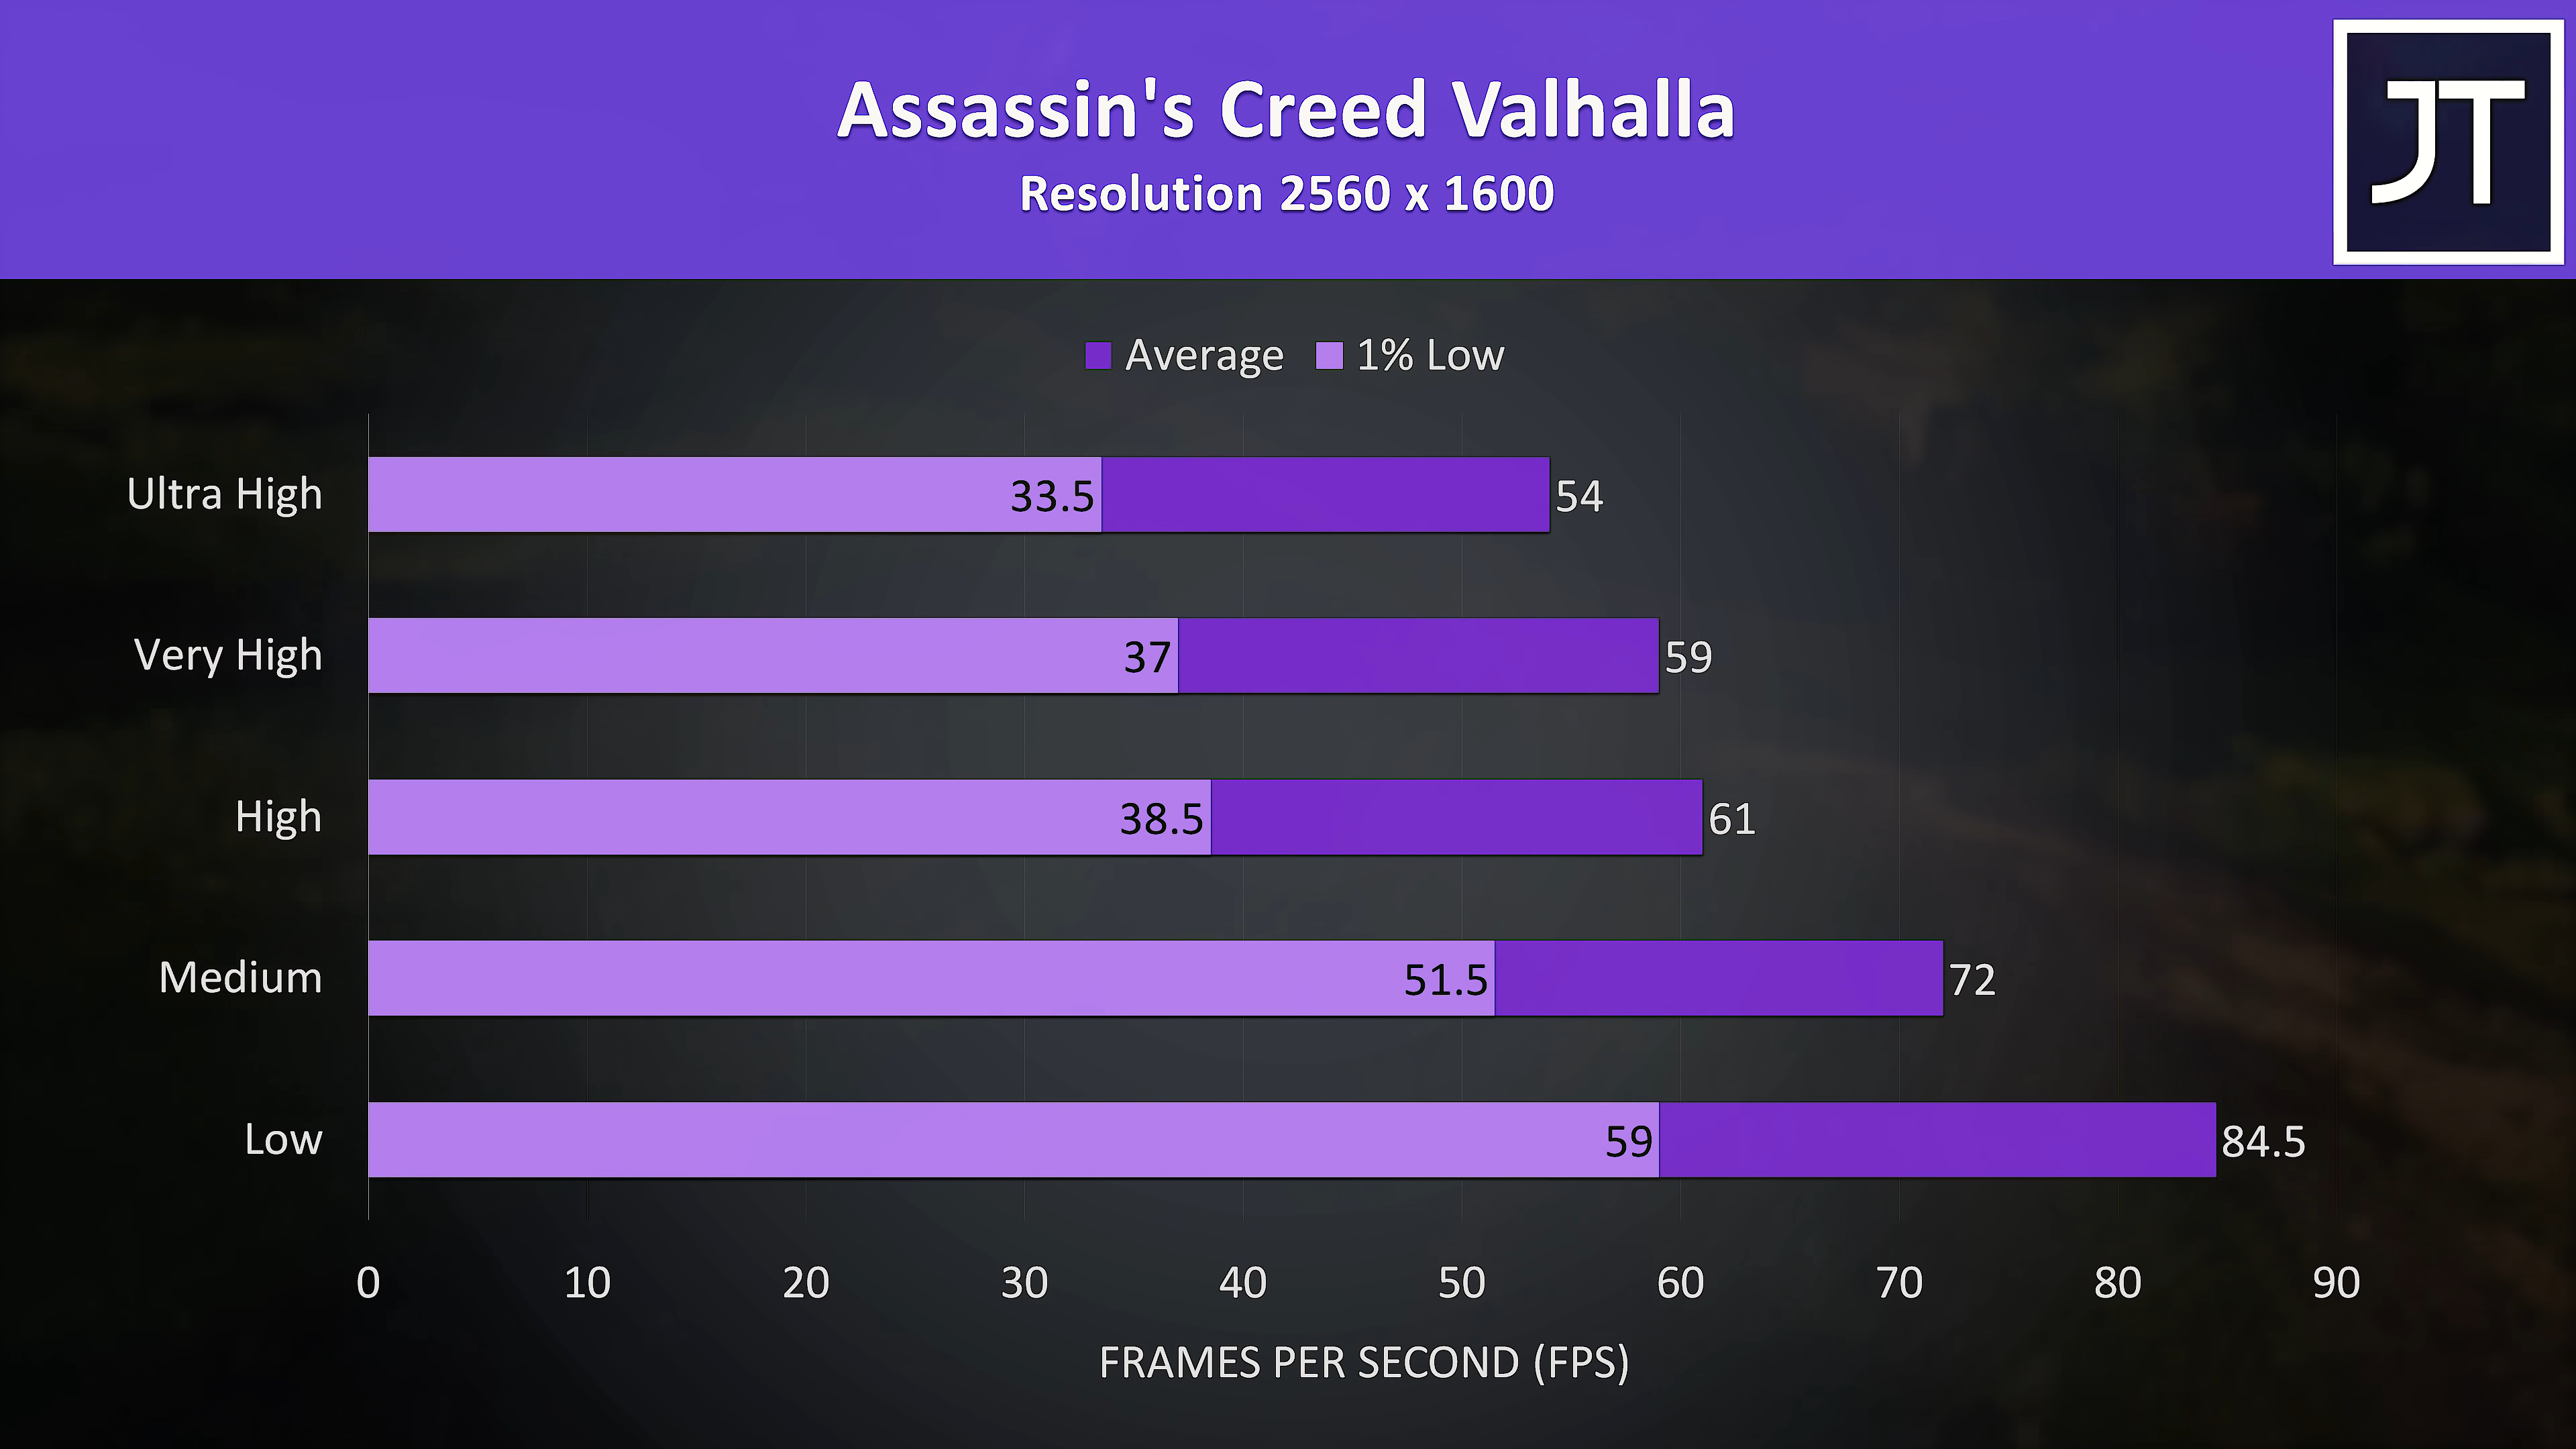 Assassin's Creed Valhalla
Resolution 2560 x 1600
JT
Average 1% Low
Ultra High 33.5 54
Very High 37 59
High 38.5 61
Medium 51.5 72
Low 59 84.5
0 10 20 30 40 50 60 70 80 90
FRAMES PER SECOND (FPS)